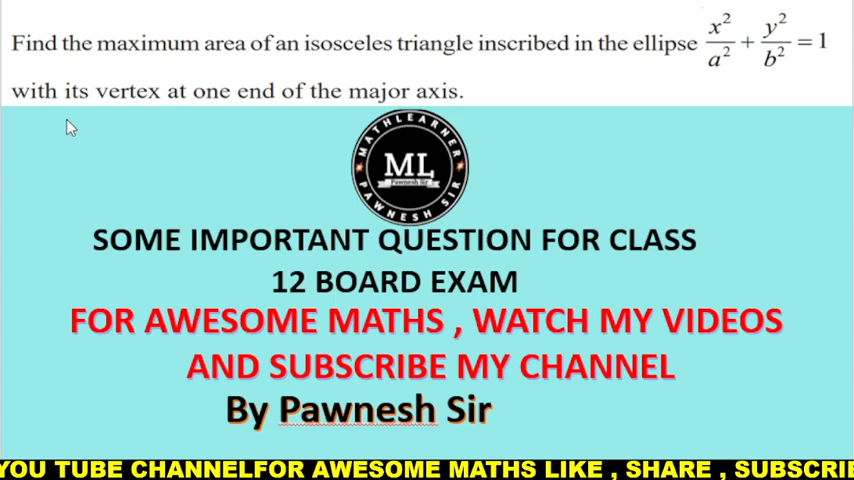 Find the maximum area of an isosceles triangle inscribed in the ellipse x²/a² + y²/b² = 1
with its vertex at one end of the major axis.
MATHLEARNER
ML
Pawnesh Sir
PAWNESH SIR
SOME IMPORTANT QUESTION FOR CLASS
12 BOARD EXAM
FOR AWESOME MATHS , WATCH MY VIDEOS
AND SUBSCRIBE MY CHANNEL
By Pawnesh Sir
YOU TUBE CHANNELFOR AWESOME MATHS LIKE , SHARE , SUBSCRIBE